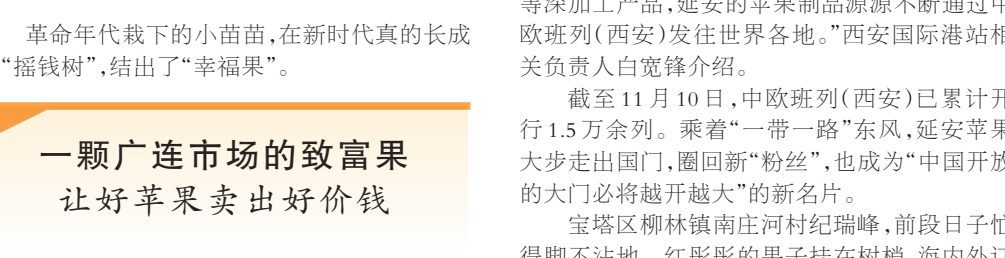 革命年代栽下的小苗苗,在新时代真的长成
“摇钱树”,结出了“幸福果”。
一颗广连市场的致富果
让好苹果卖出好价钱
等深加工产品,延安的苹果制品源源不断通过中
欧班列(西安)发往世界各地。”西安国际港站相
关负责人白宽锋介绍。
截至11月10日,中欧班列(西安)已累计开
行1.5万余列。乘着“一带一路”东风,延安苹果
大步走出国门,圈回新“粉丝”,也成为“中国开放
的大门必将越开越大”的新名片。
宝塔区柳林镇南庄河村纪瑞峰,前段日子忙
得脚不沾地。红彤彤的果子挂在树梢,海内外订